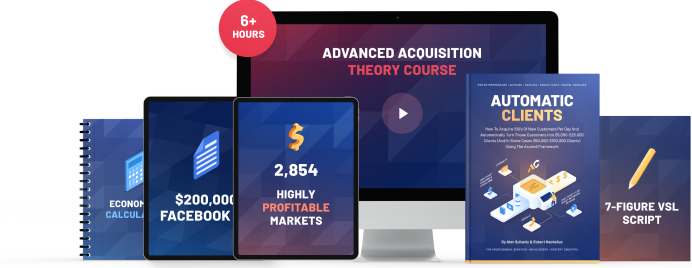 6+
HOURS
ADVANCED ACQUISITION
THEORY COURSE
ECONOM
CALCULA
$200,000
FACEBOOK
2,854
HIGHLY
PROFITABLE
MARKETS
AUTOMATIC
CLIENTS
How To Acquire 100s Of New Customers Per Day And
Automatically Turn Those Customers Into $5,000-$25,000
Clients (And In Some Cases $50,000-$100,000 Clients)
Using The Ascend Framework
By Alen Sultanic & Robert Neckelius
7-FIGURE VSL
SCRIPT